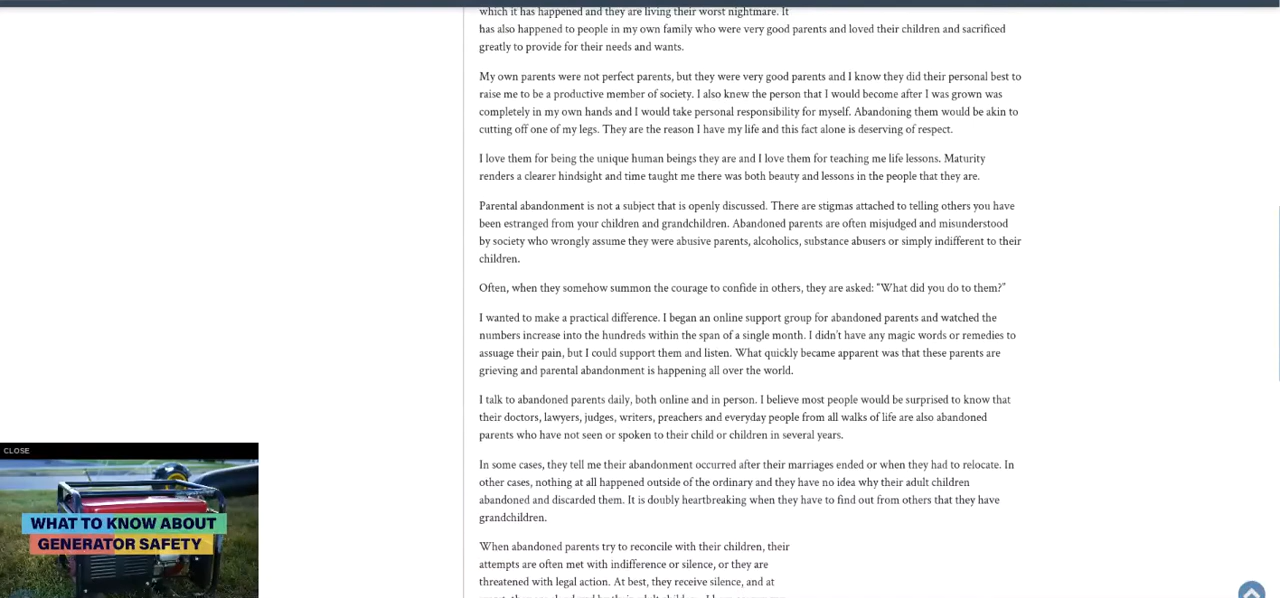 which it has happened and they are living their worst nightmare. It
has also happened to people in my own family who were very good parents and loved their children and sacrificed
greatly to provide for their needs and wants.
My own parents were not perfect parents, but they were very good parents and I know they did their personal best to
raise me to be a productive member of society. I also knew the person that I would become after I was grown was
completely in my own hands and I would take personal responsibility for myself. Abandoning them would be akin to
cutting off one of my legs. They are the reason I have my life and this fact alone is deserving of respect.
I love them for being the unique human beings they are and I love them for teaching me life lessons. Maturity
renders a clearer hindsight and time taught me there was both beauty and lessons in the people that they are.
Parental abandonment is not a subject that is openly discussed. There are stigmas attached to telling others you have
been estranged from your children and grandchildren. Abandoned parents are often misjudged and misunderstood
by society who wrongly assume they were abusive parents, alcoholics, substance abusers or simply indifferent to their
children.
Often, when they somehow summon the courage to confide in others, they are asked: “What did you do to them?”
I wanted to make a practical difference. I began an online support group for abandoned parents and watched the
numbers increase into the hundreds within the span of a single month. I didn't have any magic words or remedies to
assuage their pain, but I could support them and listen. What quickly became apparent was that these parents are
grieving and parental abandonment is happening all over the world.
I talk to abandoned parents daily, both online and in person. I believe most people would be surprised to know that
their doctors, lawyers, judges, writers, preachers and everyday people from all walks of life are also abandoned
parents who have not seen or spoken to their child or children in several years.
In some cases, they tell me their abandonment occurred after their marriages ended or when they had to relocate. In
other cases, nothing at all happened outside of the ordinary and they have no idea why their adult children
abandoned and discarded them. It is doubly heartbreaking when they have to find out from others that they have
grandchildren.
When abandoned parents try to reconcile with their children, their
attempts are often met with indifference or silence, or they are
threatened with legal action. At best, they receive silence, and at
CLOSE
WHAT TO KNOW ABOUT
GENERATOR SAFETY